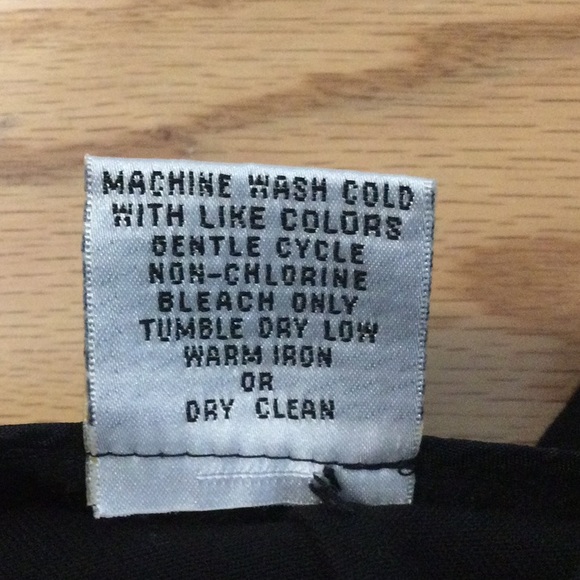 MACHINE WASH COLD
WITH LIKE COLORS
GENTLE CYCLE
NON-CHLORINE
BLEACH ONLY
TUMBLE DRY LOW
WARM IRON
OR
DRY CLEAN